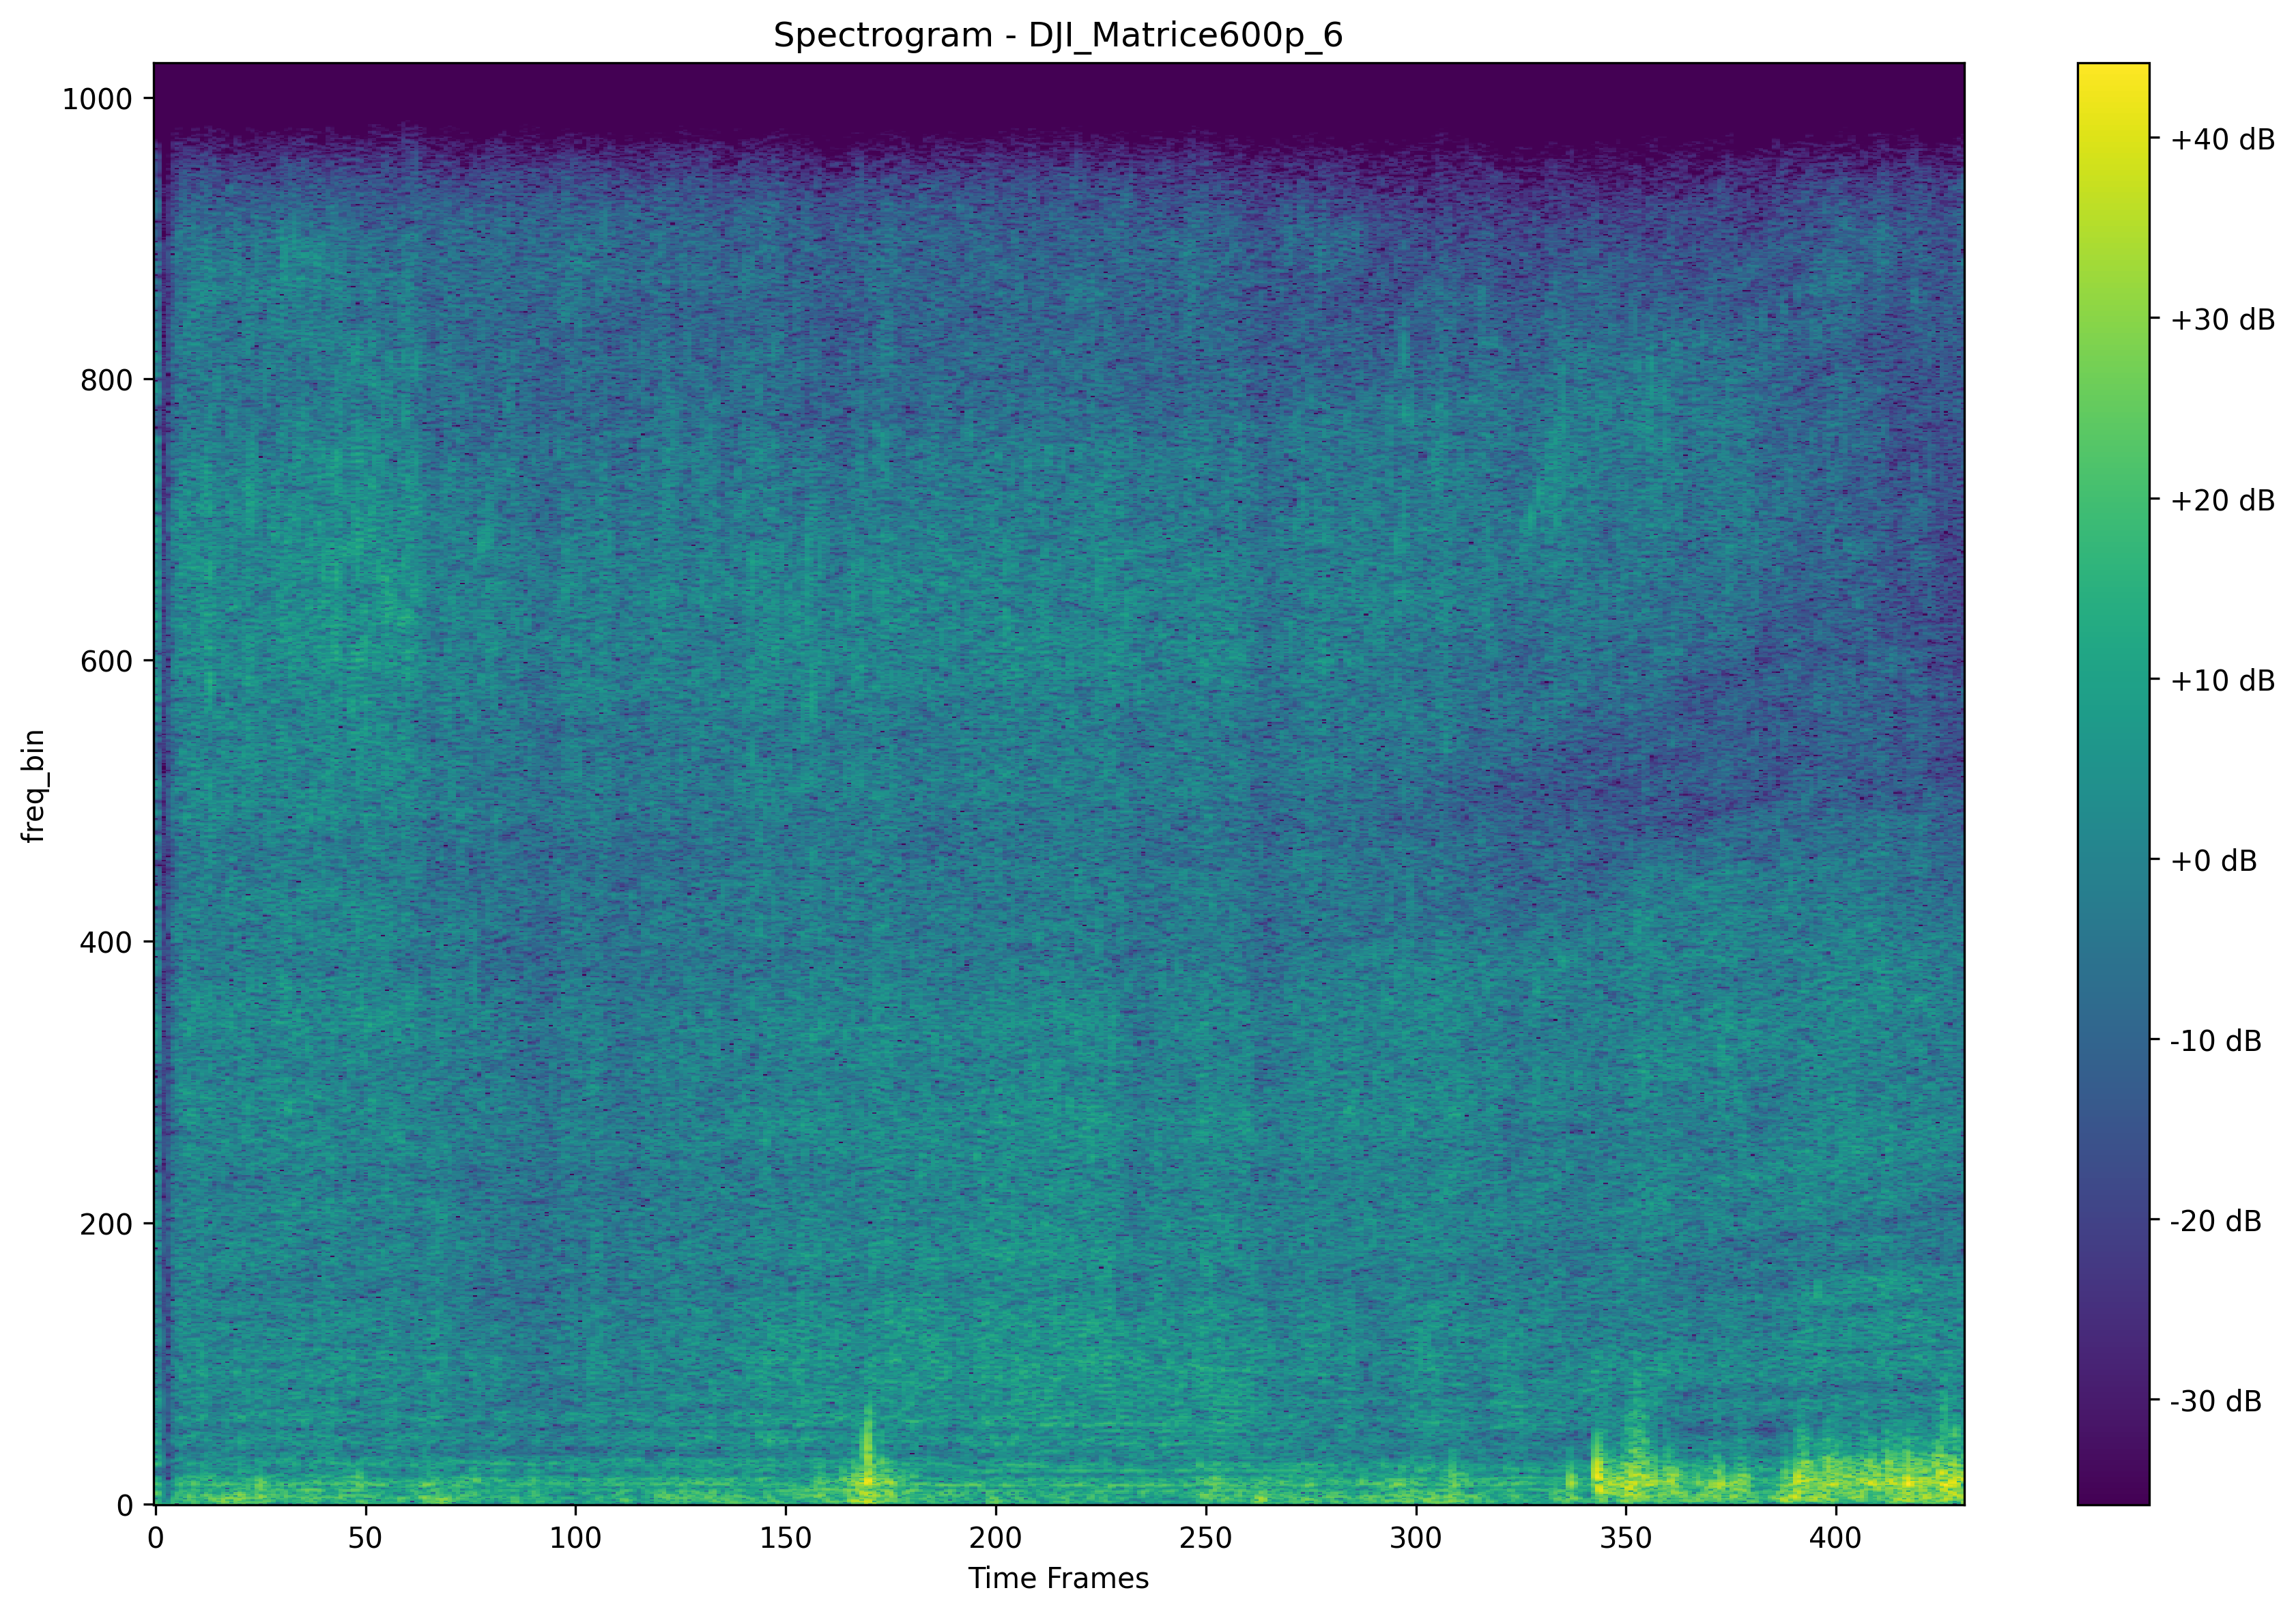 Spectrogram - DJI_Matrice600p_6
1000
800
600
400
200
0
freq_bin
0 50 100 150 200 250 300 350 400
Time Frames
+40 dB
+30 dB
+20 dB
+10 dB
+0 dB
-10 dB
-20 dB
-30 dB